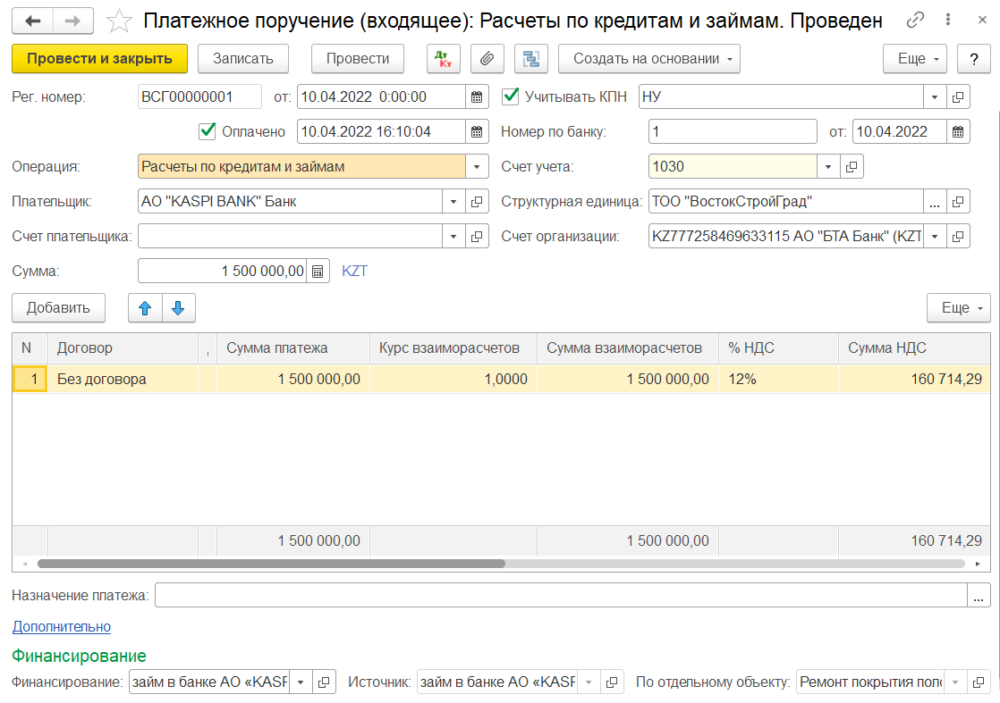 Платежное поручение (входящее): Расчеты по кредитам и займам. Проведен
Провести и закрыть Записать Провести Дт Кт Создать на основании Еще ?
Рег. номер: ВСГ00000001 от: 10.04.2022 0:00:00 Учитывать КПН НУ
Оплачено 10.04.2022 16:10:04 Номер по банку: 1 от: 10.04.2022
Операция: Расчеты по кредитам и займам Счет учета: 1030
Плательщик: АО "KASPI BANK" Банк Структурная единица: ТОО "ВостокСтройГрад" ...
Счет плательщика: Счет организации: KZ777258469633115 АО "БТА Банк" (KZT
Сумма: 1 500 000,00 KZT
Добавить Еще
N Договор Сумма платежа Курс взаиморасчетов Сумма взаиморасчетов % НДС Сумма НДС
1 Без договора 1 500 000,00 1,0000 1 500 000,00 12% 160 714,29
1 500 000,00 1 500 000,00 160 714,29
Назначение платежа: ...
Дополнительно
Финансирование
Финансирование: займ в банке АО «KASF Источник: займ в банке АО «KASF По отдельному объекту: Ремонт покрытия